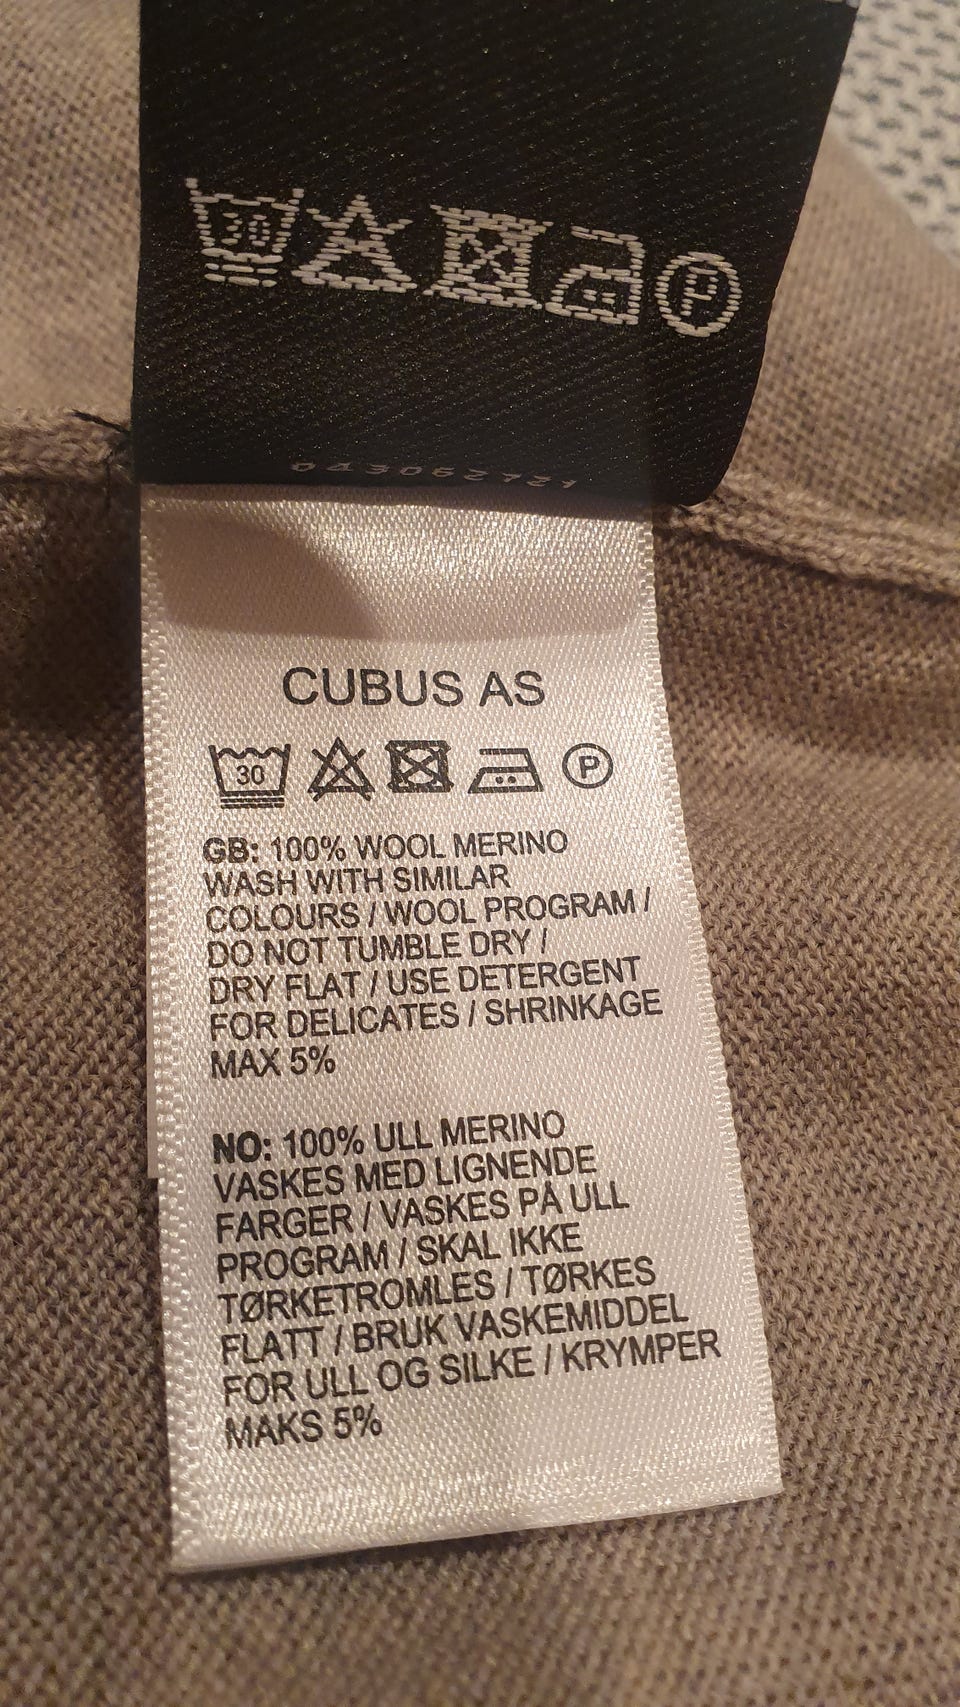 30
P
043062721
CUBUS AS
30
P
GB: 100% WOOL MERINO
WASH WITH SIMILAR
COLOURS / WOOL PROGRAM /
DO NOT TUMBLE DRY /
DRY FLAT / USE DETERGENT
FOR DELICATES / SHRINKAGE
MAX 5%
NO: 100% ULL MERINO
VASKES MED LIGNENDE
FARGER / VASKES PÅ ULL
PROGRAM / SKAL IKKE
TØRKETROMLES / TØRKES
FLATT / BRUK VASKEMIDDEL
FOR ULL OG SILKE / KRYMPER
MAKS 5%